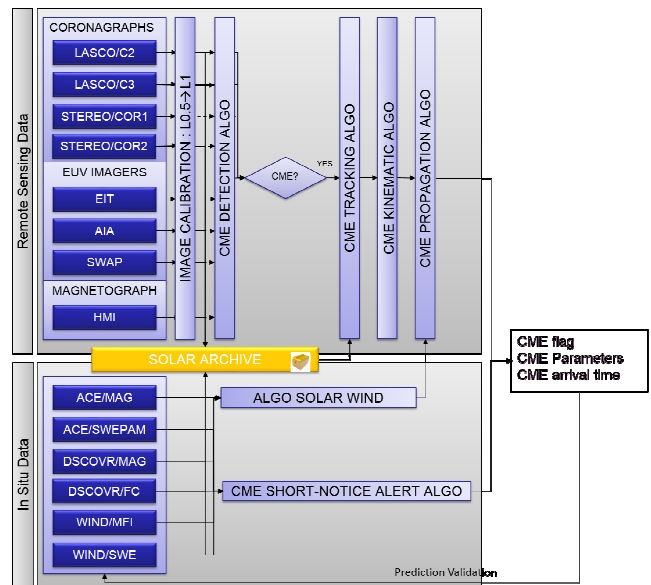 Remote Sensing Data
CORONAGRAPHS
LASCO/C2
LASCO/C3
STEREO/COR1
STEREO/COR2
EUV IMAGERS
EIT
AIA
SWAP
MAGNETOGRAPH
HMI
IMAGE CALIBRATION : L0.5→L1
CME DETECTION ALGO
CME?
YES
CME TRACKING ALGO
CME KINEMATIC ALGO
CME PROPAGATION ALGO
SOLAR ARCHIVE
CME flag
CME Parameters
CME arrival time
In Situ Data
ACE/MAG
ACE/SWEPAM
DSCOVR/MAG
DSCOVR/FC
WIND/MFI
WIND/SWE
ALGO SOLAR WIND
CME SHORT-NOTICE ALERT ALGO
Prediction Validation